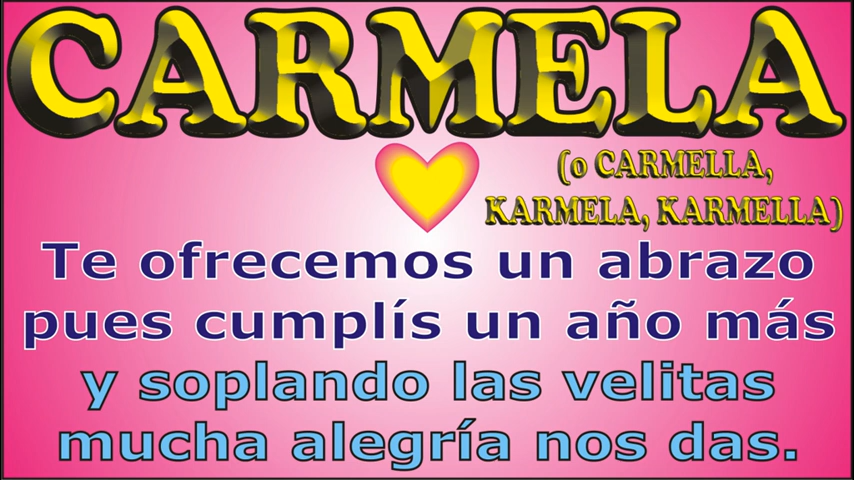 CARMELA
(o CARMELLA,
KARMELA, KARMELLA)
Te ofrecemos un abrazo
pues cumplís un año más
y soplando las velitas
mucha alegría nos das.